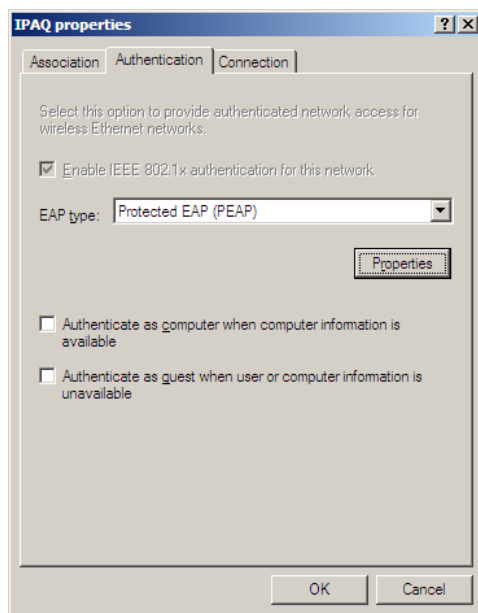 IPAQ properties
Association Authentication Connection
Select this option to provide authenticated network access for
wireless Ethernet networks.
Enable IEEE 802.1x authentication for this network
EAP type: Protected EAP (PEAP)
Properties
Authenticate as computer when computer information is
available
Authenticate as guest when user or computer information is
unavailable
OK Cancel